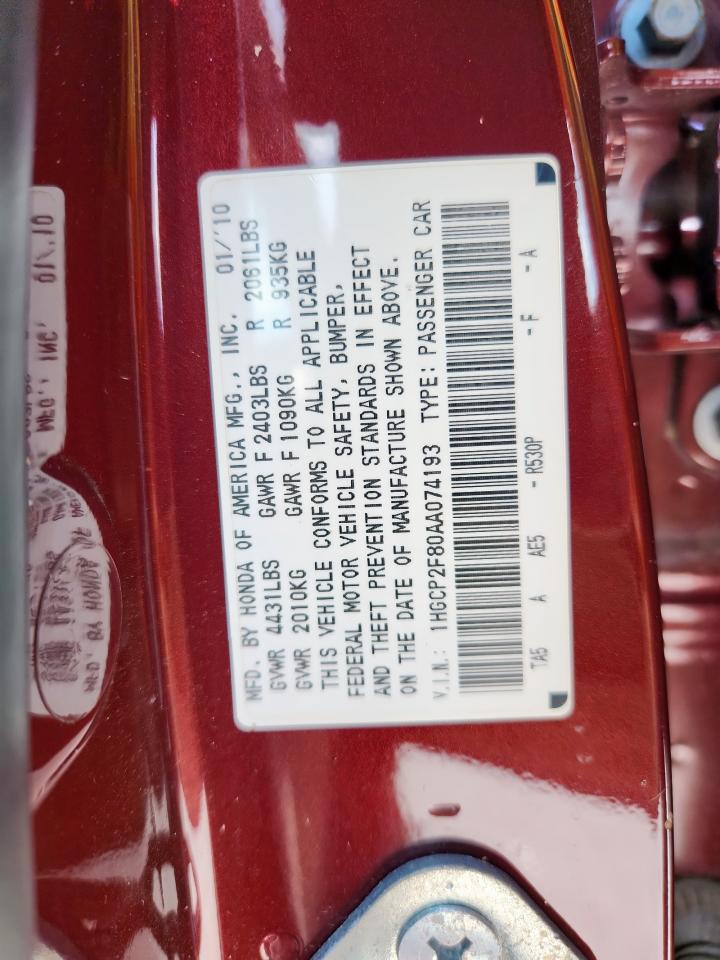 MFD. BY HONDA OF AMERICA MFG., INC. 01/'10
GVWR 4431LBS GAWR F 2403LBS R 2061LBS
GVWR 2010KG GAWR F 1090KG R 935KG
THIS VEHICLE CONFORMS TO ALL APPLICABLE
FEDERAL MOTOR VEHICLE SAFETY, BUMPER,
AND THEFT PREVENTION STANDARDS IN EFFECT
ON THE DATE OF MANUFACTURE SHOWN ABOVE.
V.I.N.: 1HGCP2F80AA074193 TYPE: PASSENGER CAR
TA5 A AE5 - R530P - F - A